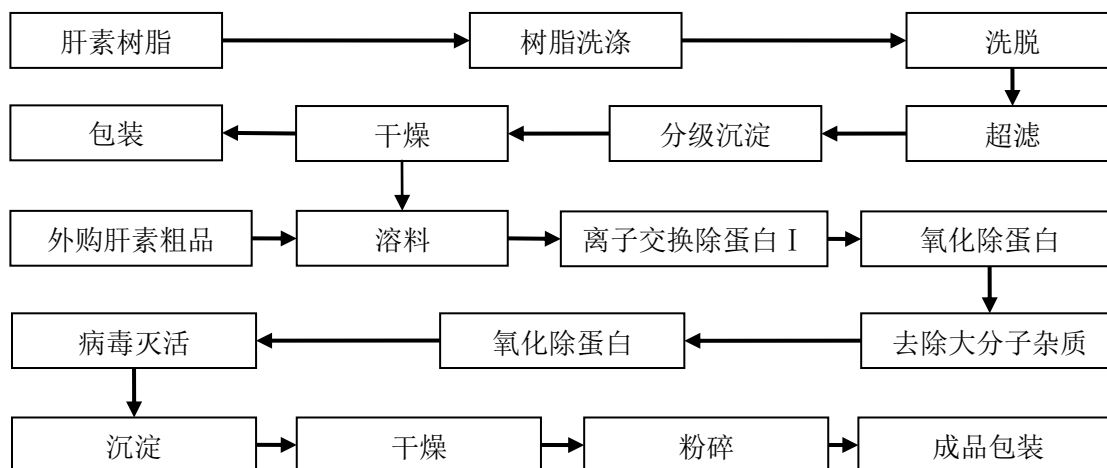 肝素树脂
树脂洗涤
洗脱
包装
干燥
分级沉淀
超滤
外购肝素粗品
溶料
离子交换除蛋白Ⅰ
氧化除蛋白
病毒灭活
氧化除蛋白
去除大分子杂质
沉淀
干燥
粉碎
成品包装